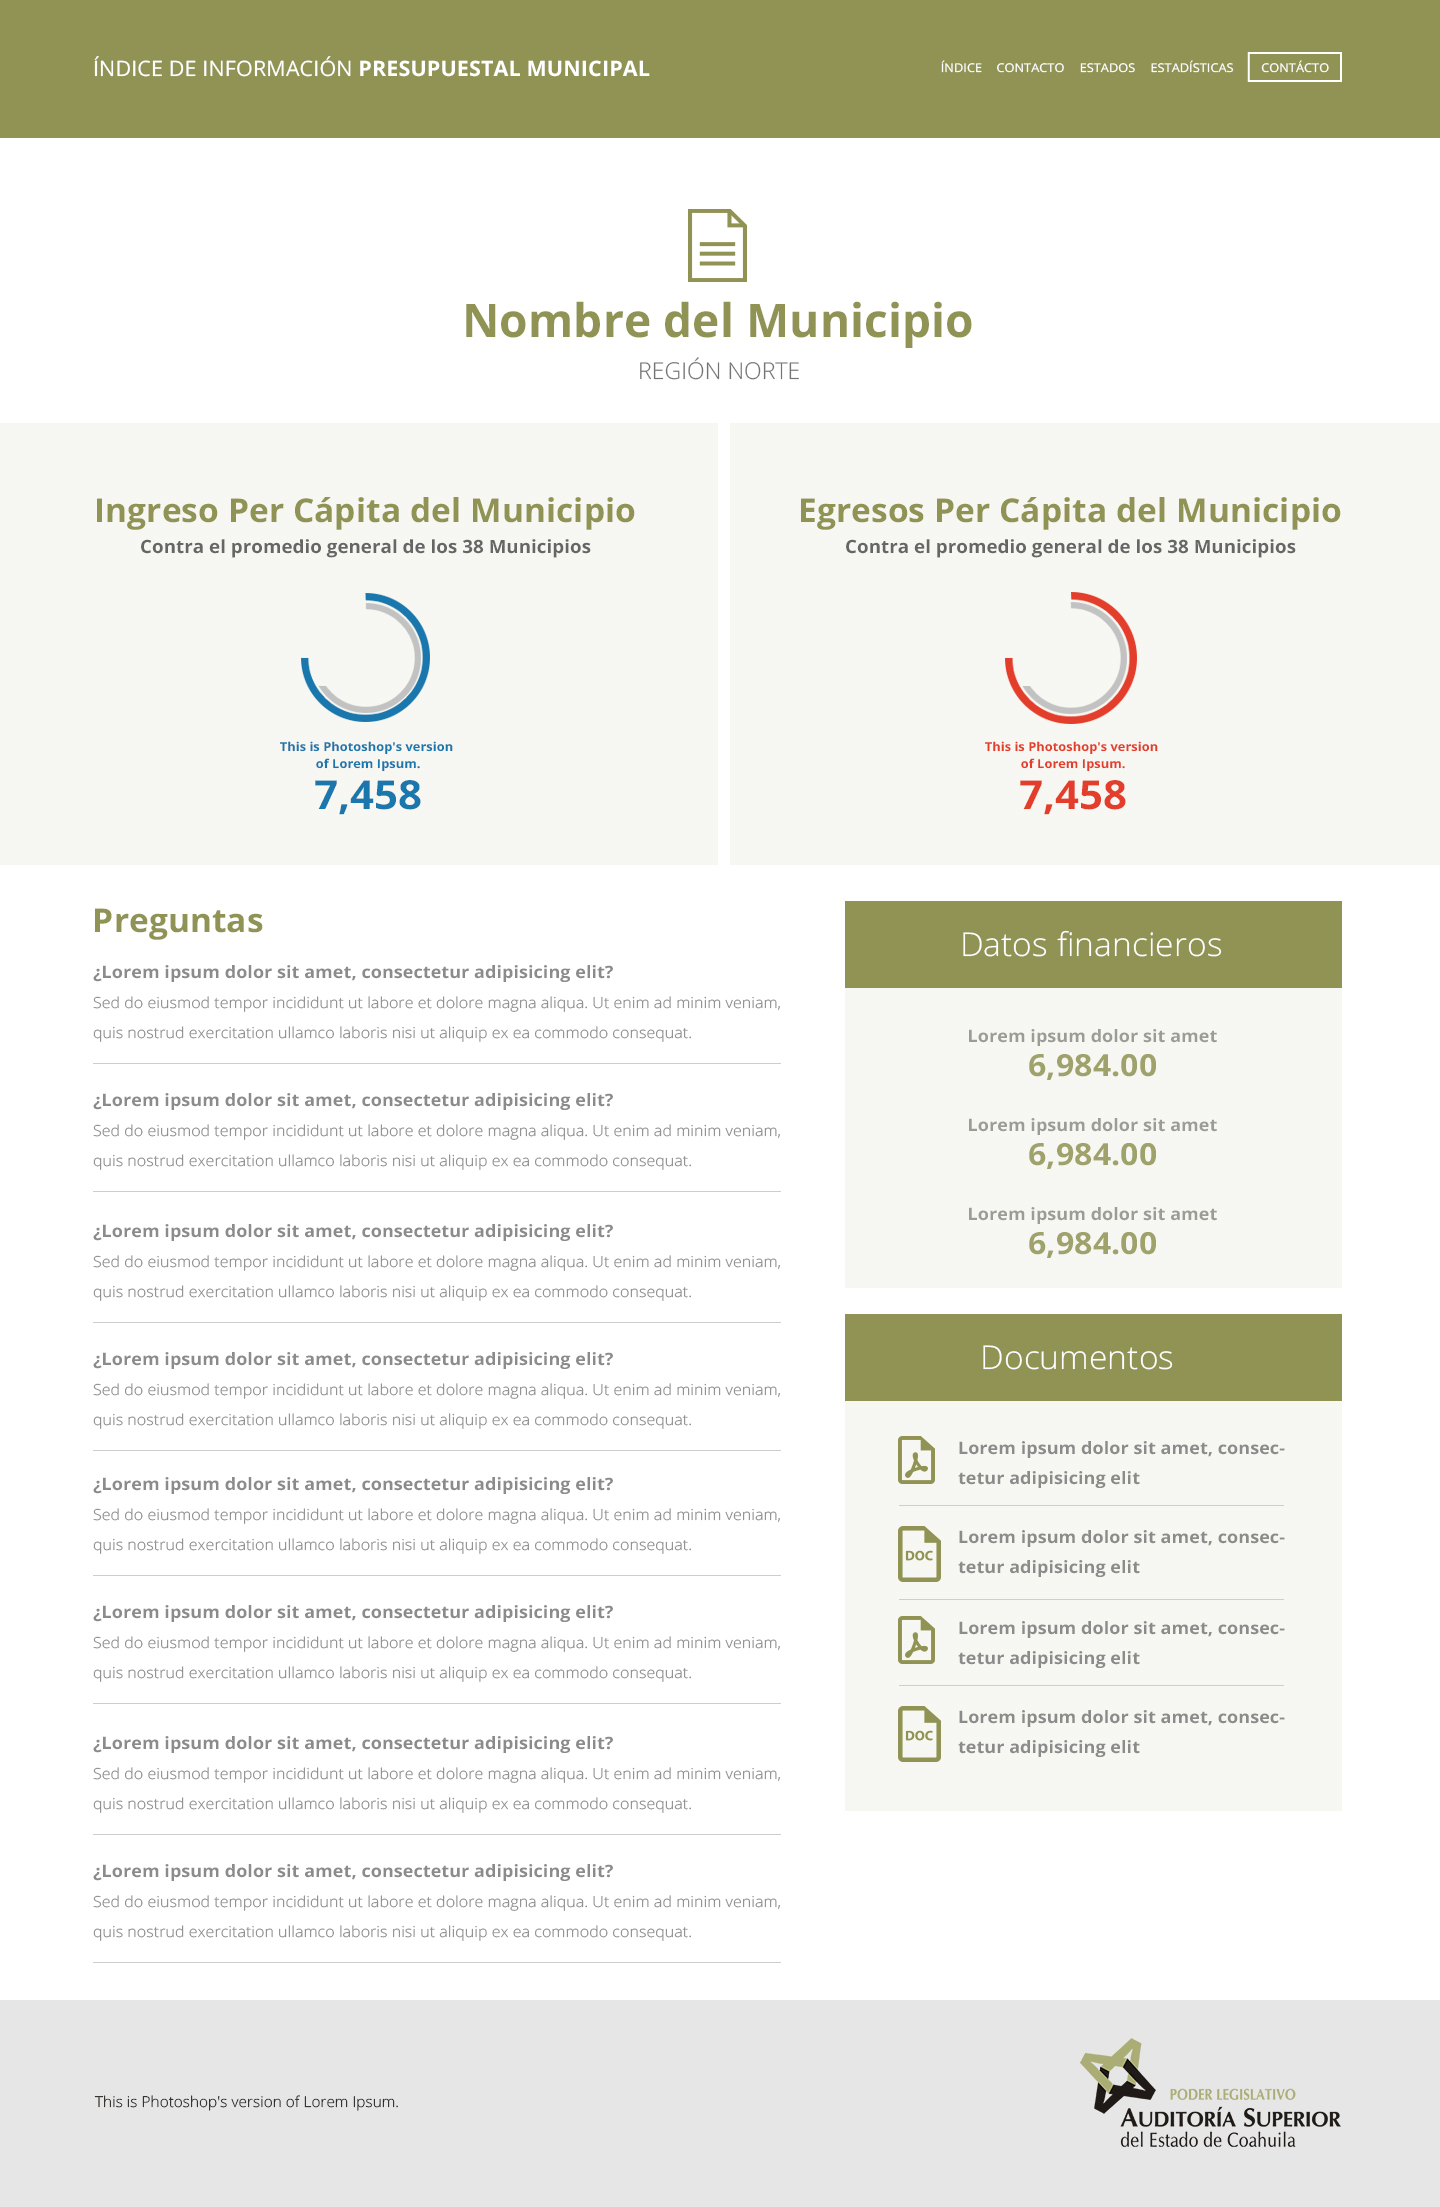 ÍNDICE DE INFORMACIÓN PRESUPUESTAL MUNICIPAL
ÍNDICE CONTACTO ESTADOS ESTADÍSTICAS CONTÁCTO
Nombre del Municipio
REGIÓN NORTE
Ingreso Per Cápita del Municipio
Contra el promedio general de los 38 Municipios
This is Photoshop's version
of Lorem Ipsum.
7,458
Egresos Per Cápita del Municipio
Contra el promedio general de los 38 Municipios
This is Photoshop's version
of Lorem Ipsum.
7,458
Preguntas
¿Lorem ipsum dolor sit amet, consectetur adipisicing elit?
Sed do eiusmod tempor incididunt ut labore et dolore magna aliqua. Ut enim ad minim veniam,
quis nostrud exercitation ullamco laboris nisi ut aliquip ex ea commodo consequat.
¿Lorem ipsum dolor sit amet, consectetur adipisicing elit?
Sed do eiusmod tempor incididunt ut labore et dolore magna aliqua. Ut enim ad minim veniam,
quis nostrud exercitation ullamco laboris nisi ut aliquip ex ea commodo consequat.
¿Lorem ipsum dolor sit amet, consectetur adipisicing elit?
Sed do eiusmod tempor incididunt ut labore et dolore magna aliqua. Ut enim ad minim veniam,
quis nostrud exercitation ullamco laboris nisi ut aliquip ex ea commodo consequat.
¿Lorem ipsum dolor sit amet, consectetur adipisicing elit?
Sed do eiusmod tempor incididunt ut labore et dolore magna aliqua. Ut enim ad minim veniam,
quis nostrud exercitation ullamco laboris nisi ut aliquip ex ea commodo consequat.
¿Lorem ipsum dolor sit amet, consectetur adipisicing elit?
Sed do eiusmod tempor incididunt ut labore et dolore magna aliqua. Ut enim ad minim veniam,
quis nostrud exercitation ullamco laboris nisi ut aliquip ex ea commodo consequat.
¿Lorem ipsum dolor sit amet, consectetur adipisicing elit?
Sed do eiusmod tempor incididunt ut labore et dolore magna aliqua. Ut enim ad minim veniam,
quis nostrud exercitation ullamco laboris nisi ut aliquip ex ea commodo consequat.
¿Lorem ipsum dolor sit amet, consectetur adipisicing elit?
Sed do eiusmod tempor incididunt ut labore et dolore magna aliqua. Ut enim ad minim veniam,
quis nostrud exercitation ullamco laboris nisi ut aliquip ex ea commodo consequat.
¿Lorem ipsum dolor sit amet, consectetur adipisicing elit?
Sed do eiusmod tempor incididunt ut labore et dolore magna aliqua. Ut enim ad minim veniam,
quis nostrud exercitation ullamco laboris nisi ut aliquip ex ea commodo consequat.
Datos financieros
Lorem ipsum dolor sit amet
6,984.00
Lorem ipsum dolor sit amet
6,984.00
Lorem ipsum dolor sit amet
6,984.00
Documentos
Lorem ipsum dolor sit amet, consec-
tetur adipisicing elit
DOC
Lorem ipsum dolor sit amet, consec-
tetur adipisicing elit
Lorem ipsum dolor sit amet, consec-
tetur adipisicing elit
DOC
Lorem ipsum dolor sit amet, consec-
tetur adipisicing elit
This is Photoshop's version of Lorem Ipsum.
PODER LEGISLATIVO
AUDITORÍA SUPERIOR
del Estado de Coahuila